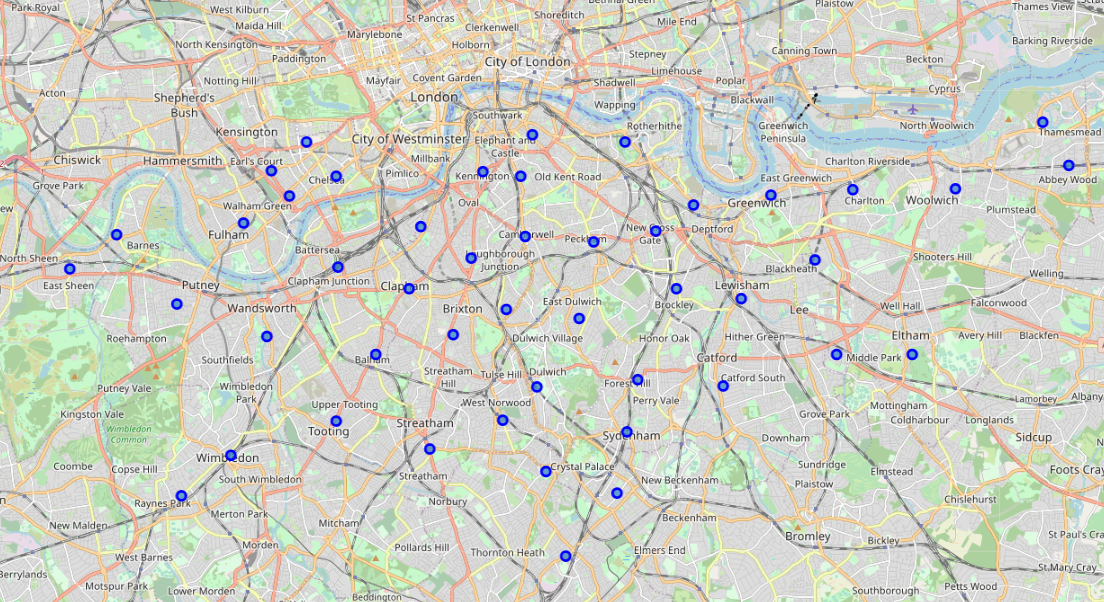 Park Royal
West Kilburn
Maida Hill
St Pancras
Clerkenwell
Shoreditch
Mile End
Plaistow
Thames View
Barking Riverside
Marylebone
North Kensington
Paddington
Holborn
City of London
Stepney
Canning Town
Beckton
Notting Hill
Mayfair
Covent Garden
Shadwell
Limehouse
Poplar
Cyprus
Acton
Shepherd's
Bush
London
Wapping
Blackwall
Southwark
Kensington
City of Westminster
Elephant and
Castle
Rotherhithe
Greenwich
Peninsula
North Woolwich
Thamesmead
Chiswick
Hammersmith
Earl's Court
Millbank
Charlton Riverside
Grove Park
Chelsea
Pimlico
Kennington
Old Kent Road
East Greenwich
Abbey Wood
Walham Green
Oval
Greenwich
Charlton
Woolwich
Plumstead
Barnes
Fulham
Camberwell
Peckham
New Cross
Gate
Deptford
North Sheen
Battersea
Loughborough
Junction
Blackheath
Shooters Hill
East Sheen
Putney
Clapham Junction
Clapham
Lewisham
Welling
Wandsworth
Brixton
East Dulwich
Brockley
Lee
Well Hall
Falconwood
Roehampton
Dulwich Village
Honor Oak
Hither Green
Eltham
Avery Hill
Blackfen
Southfields
Balham
Catford
Middle Park
Putney Vale
Wimbledon
Park
Streatham
Hill
Tulse Hill
Dulwich
Forest Hill
Catford South
Lamorbey
Albany
Kingston Vale
Upper Tooting
West Norwood
Perry Vale
Mottingham
Grove Park
Coldharbour
Longlands
Wimbledon
Common
Tooting
Streatham
Sydenham
Downham
Sidcup
Coombe
Copse Hill
Wimbledon
South Wimbledon
Streatham
Crystal Palace
New Beckenham
Sundridge
Elmstead
Foots Cray
Plaistow
Raynes Park
Merton Park
Norbury
Chislehurst
New Malden
Mitcham
Beckenham
Bromley
Bickley
St Paul's Cra
West Barnes
Morden
Pollards Hill
Thornton Heath
Elmers End
St Mary Cray
Berrylands
Motspur Park
Lower Morden
Beddington
Southborough
Petts Wood